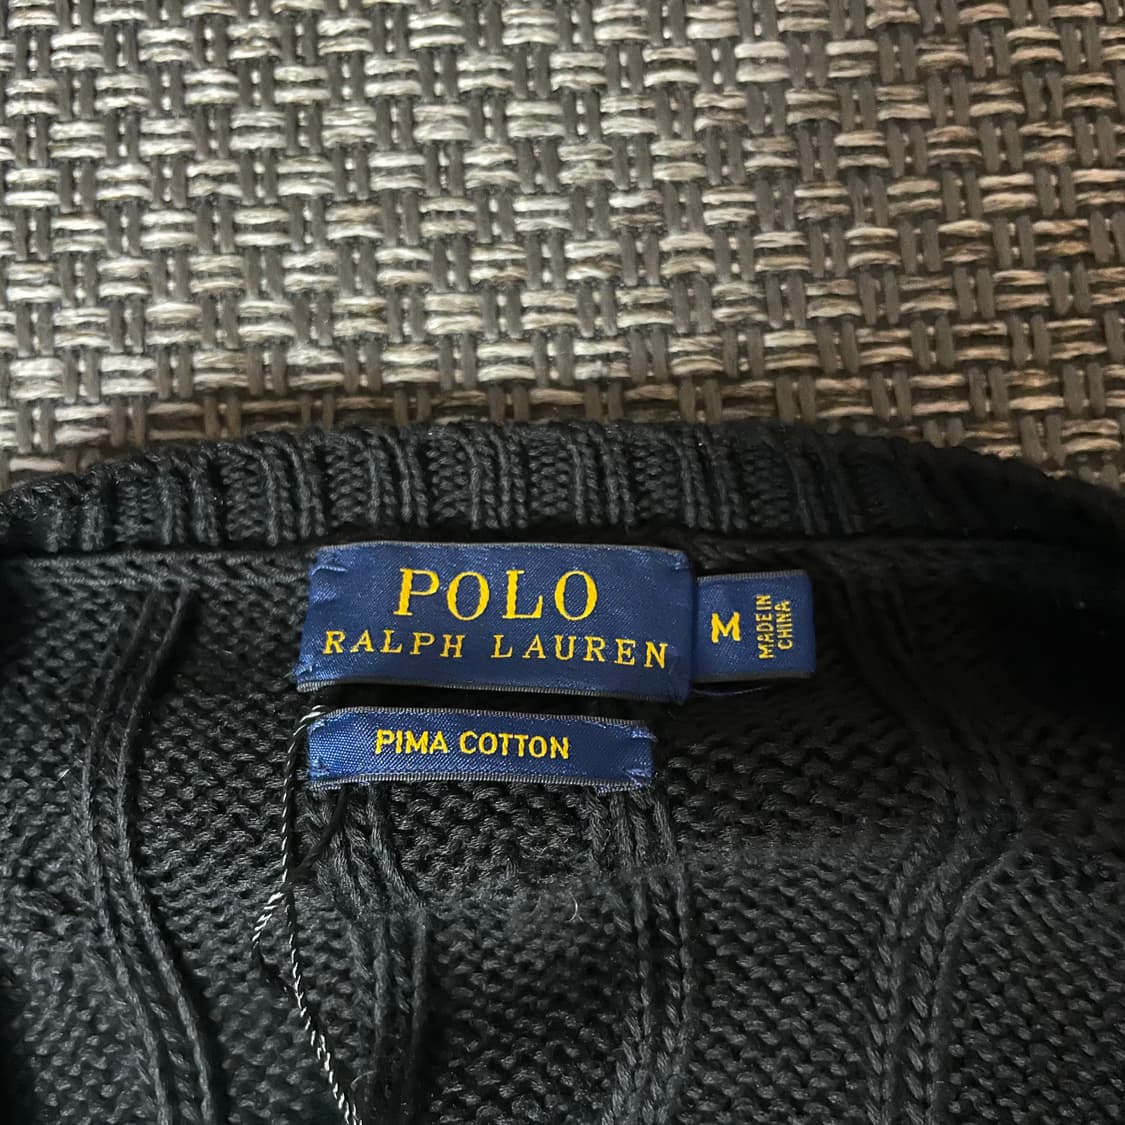 POLO
RALPH LAUREN
M
MADE IN
CHINA
PIMA COTTON